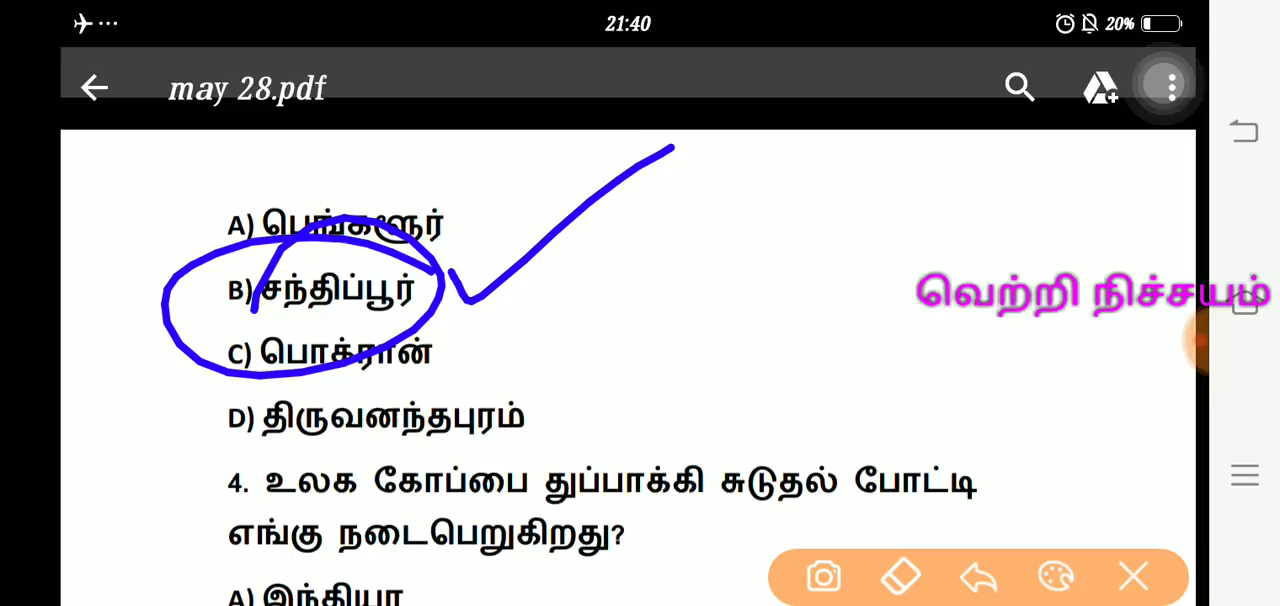 21:40
20%
may 28.pdf
A) பெங்களூர்
B) சந்திப்பூர்
வெற்றி நிச்சயம்
C) பொக்ரான்
D) திருவனந்தபுரம்
4. உலக கோப்பை துப்பாக்கி சுடுதல் போட்டி
எங்கு நடைபெறுகிறது?
A) இந்தியா